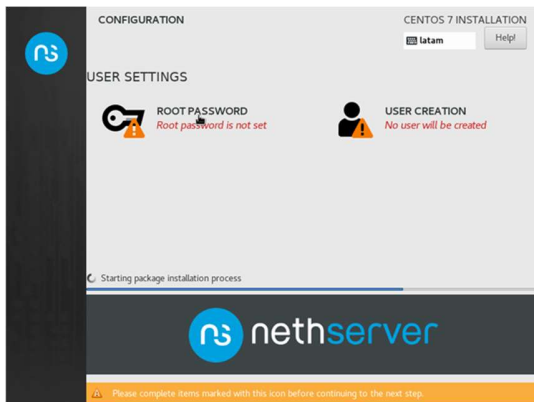 ns
CONFIGURATION
CENTOS 7 INSTALLATION
latam
Help!
USER SETTINGS
ROOT PASSWORD
Root password is not set
USER CREATION
No user will be created
Starting package installation process
ns nethserver
Please complete items marked with this icon before continuing to the next step.